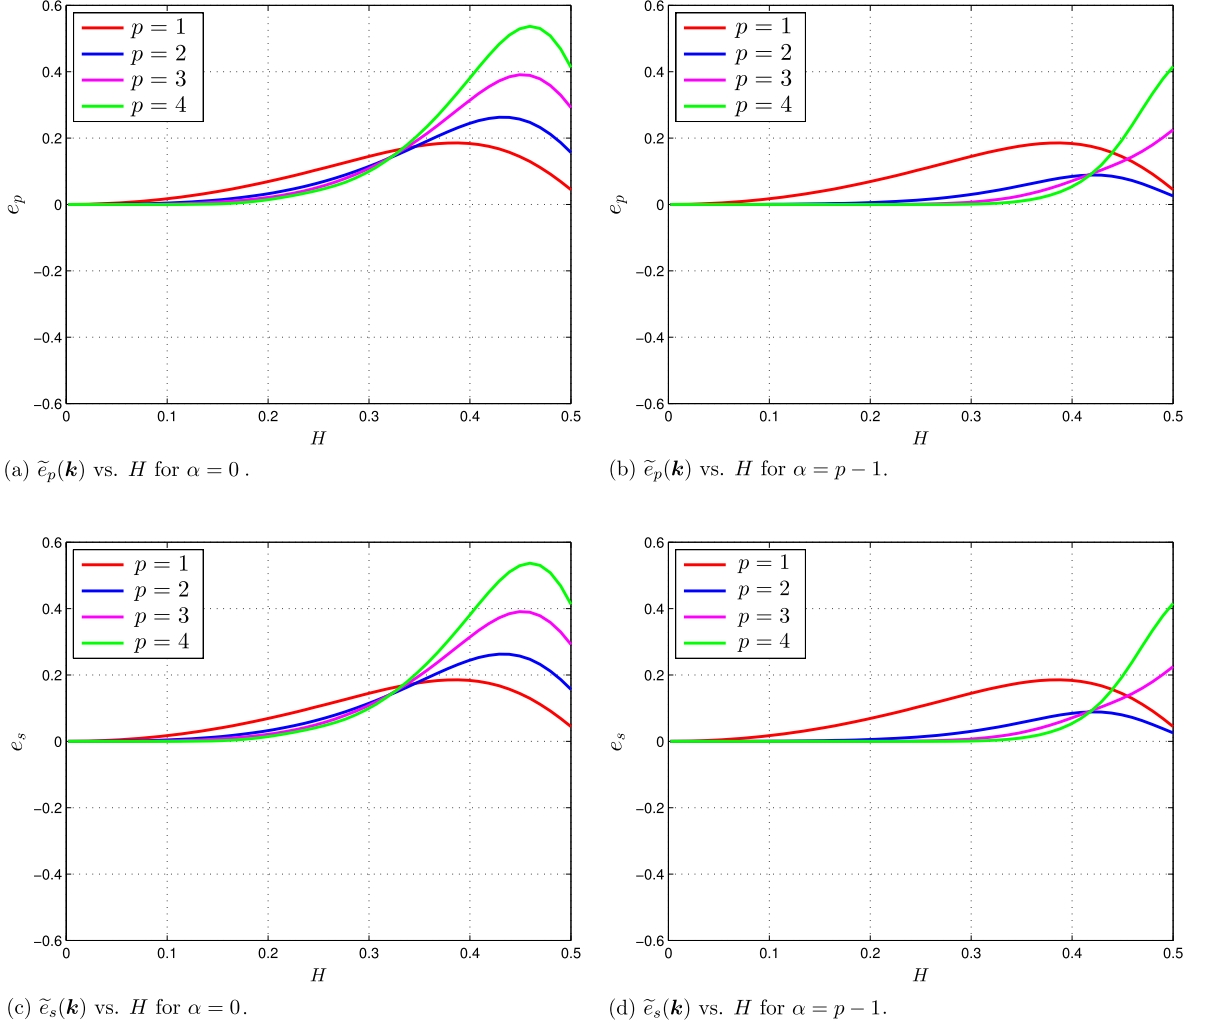 0.6
0.4
0.2
0
−0.2
−0.4
−0.6
e_p
p = 1
p = 2
p = 3
p = 4
0 0.1 0.2 0.3 0.4 0.5
H
(a) ẽ_p(k) vs. H for α = 0 .
0.6
0.4
0.2
0
−0.2
−0.4
−0.6
e_p
p = 1
p = 2
p = 3
p = 4
0 0.1 0.2 0.3 0.4 0.5
H
(b) ẽ_p(k) vs. H for α = p − 1.
0.6
0.4
0.2
0
−0.2
−0.4
−0.6
e_s
p = 1
p = 2
p = 3
p = 4
0 0.1 0.2 0.3 0.4 0.5
H
(c) ẽ_s(k) vs. H for α = 0.
0.6
0.4
0.2
0
−0.2
−0.4
−0.6
e_s
p = 1
p = 2
p = 3
p = 4
0 0.1 0.2 0.3 0.4 0.5
H
(d) ẽ_s(k) vs. H for α = p − 1.